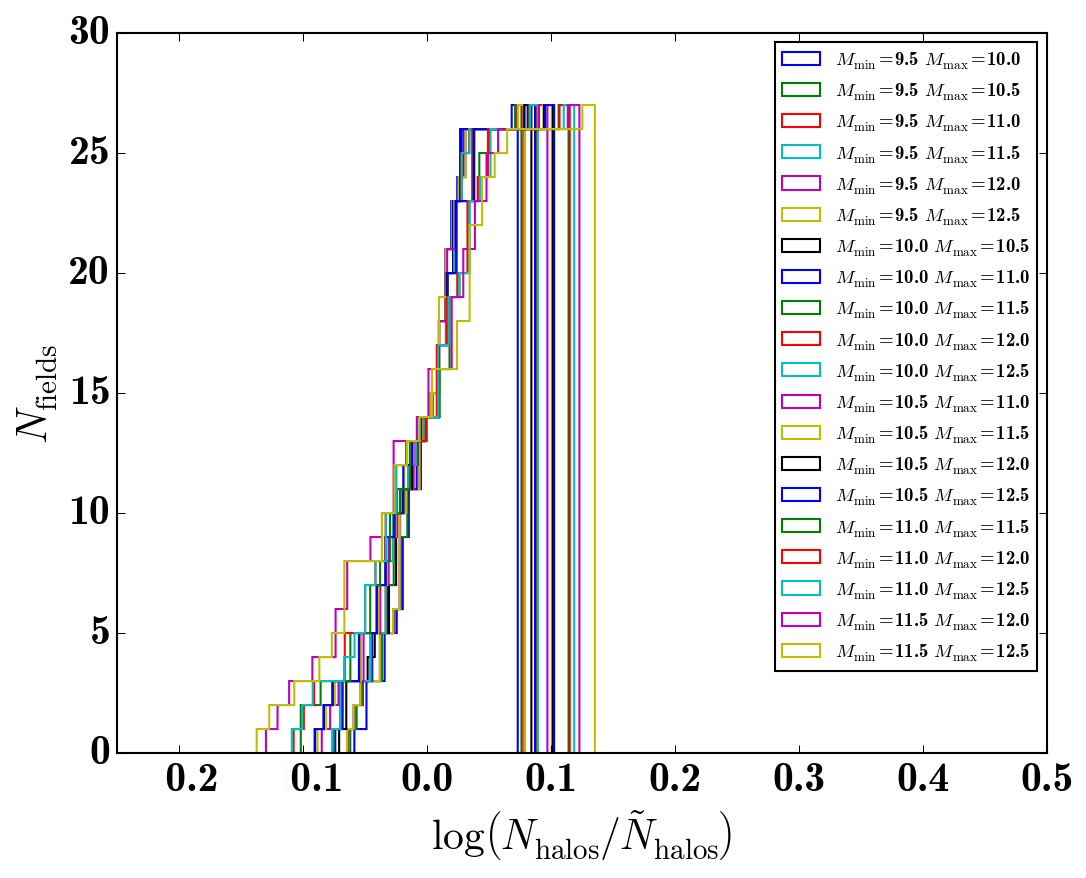 30
25
20
15
10
5
0
N_fields
0.2 0.1 0.0 0.1 0.2 0.3 0.4 0.5
log(N_halos/Ñ_halos)
M_min=9.5 M_max=10.0
M_min=9.5 M_max=10.5
M_min=9.5 M_max=11.0
M_min=9.5 M_max=11.5
M_min=9.5 M_max=12.0
M_min=9.5 M_max=12.5
M_min=10.0 M_max=10.5
M_min=10.0 M_max=11.0
M_min=10.0 M_max=11.5
M_min=10.0 M_max=12.0
M_min=10.0 M_max=12.5
M_min=10.5 M_max=11.0
M_min=10.5 M_max=11.5
M_min=10.5 M_max=12.0
M_min=10.5 M_max=12.5
M_min=11.0 M_max=11.5
M_min=11.0 M_max=12.0
M_min=11.0 M_max=12.5
M_min=11.5 M_max=12.0
M_min=11.5 M_max=12.5